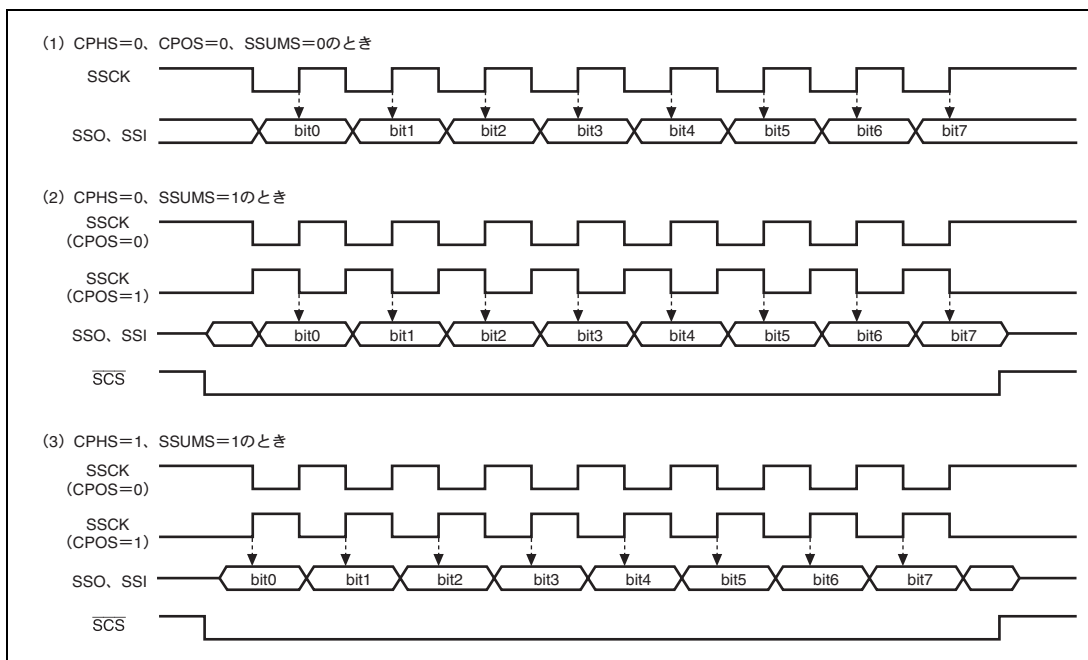 (1) CPHS=0、CPOS=0、SSUMS=0のとき
SSCK
SSO、SSI
bit0 bit1 bit2 bit3 bit4 bit5 bit6 bit7
(2) CPHS=0、SSUMS=1のとき
SSCK
(CPOS=0)
SSCK
(CPOS=1)
SSO、SSI
bit0 bit1 bit2 bit3 bit4 bit5 bit6 bit7
SCS
(3) CPHS=1、SSUMS=1のとき
SSCK
(CPOS=0)
SSCK
(CPOS=1)
SSO、SSI
bit0 bit1 bit2 bit3 bit4 bit5 bit6 bit7
SCS